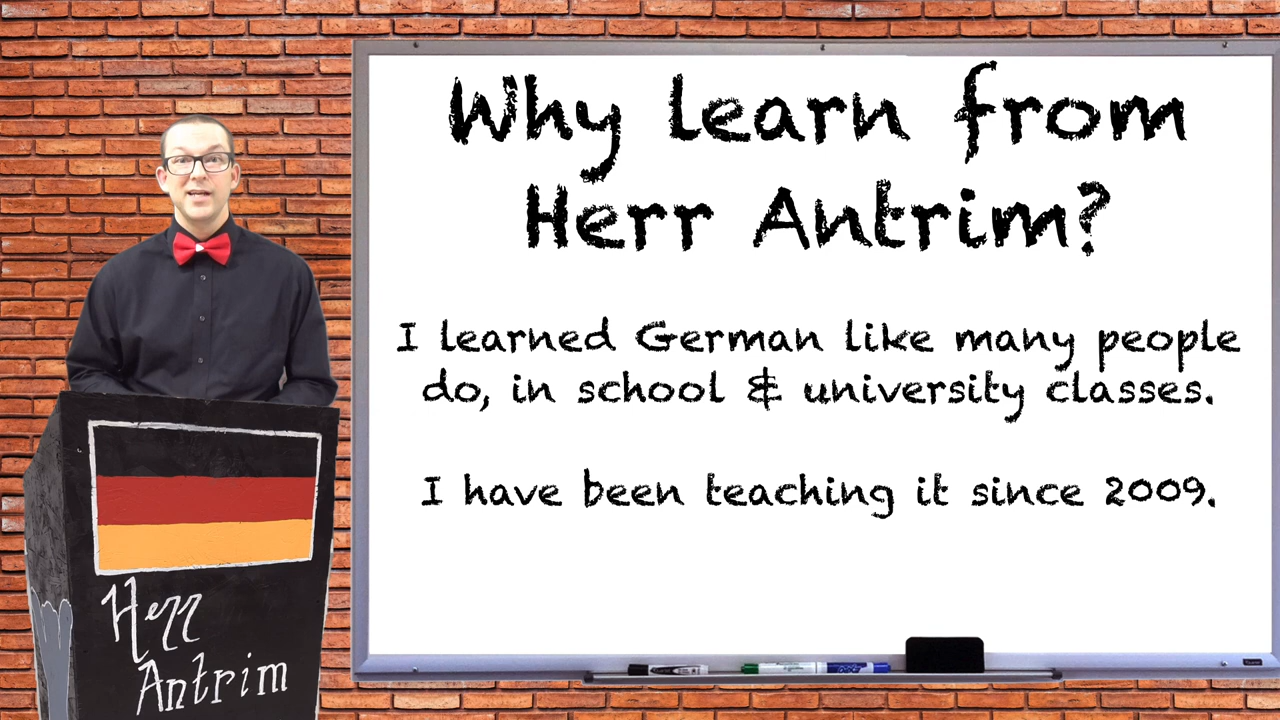 Why learn from
Herr Antrim?
I learned German like many people
do, in school & university classes.
I have been teaching it since 2009.
Herr
Antrim